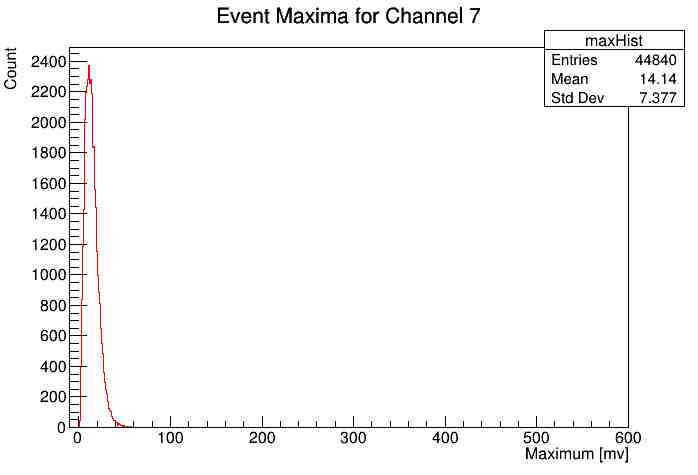 Event Maxima for Channel 7
maxHist
Entries 44840
Mean 14.14
Std Dev 7.377
Count
2400
2200
2000
1800
1600
1400
1200
1000
800
600
400
200
0
0 100 200 300 400 500 600
Maximum [mv]